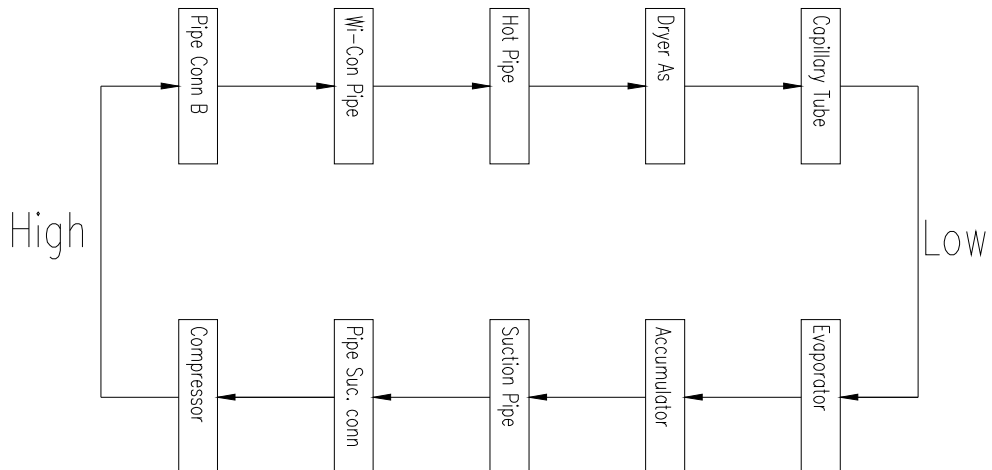 Pipe Conn B
Wi-Con Pipe
Hot Pipe
Dryer As
Capillary Tube
High
Low
Compressor
Pipe Suc. conn
Suction Pipe
Accumulator
Evaporator